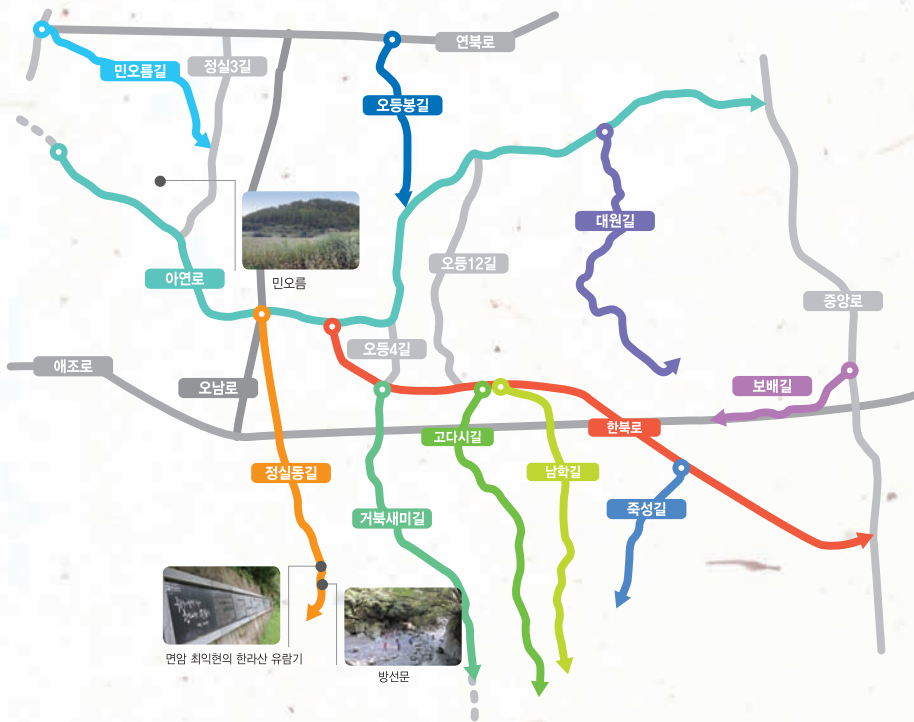 연북로
정실3길
민오름길
오등봉길
대원길
오등12길
아연로
민오름
중앙로
오등4길
애조로
오남로
보배길
한북로
고다시길
정실동길
남학길
죽성길
거북새미길
면암 최익현의 한라산 유람기
방선문